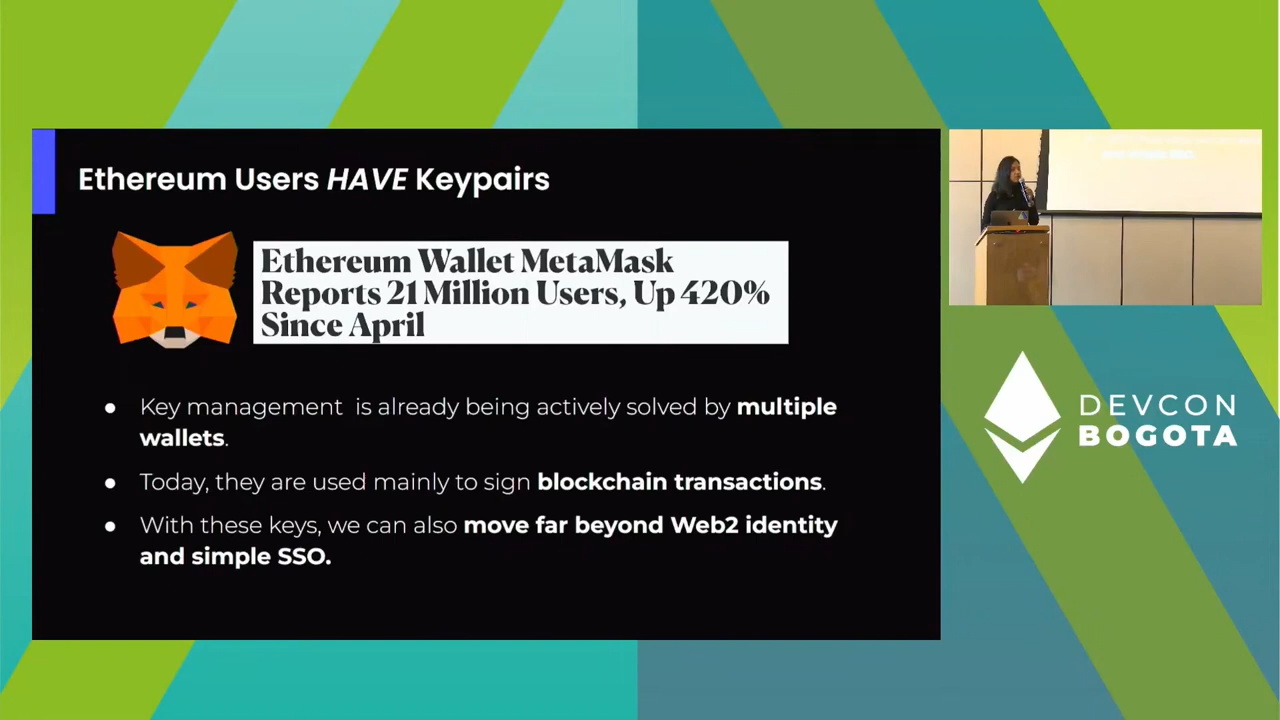 Ethereum Users HAVE Keypairs
Ethereum Wallet MetaMask
Reports 21 Million Users, Up 420%
Since April
● Key management  is already being actively solved by multiple
wallets.
● Today, they are used mainly to sign blockchain transactions.
● With these keys, we can also move far beyond Web2 identity
and simple SSO.
DEVCON
BOGOTA